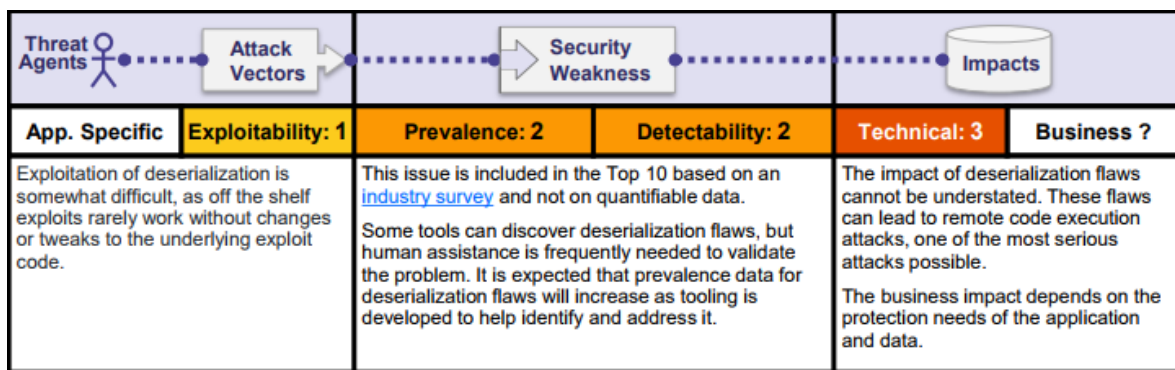 Threat
Agents
Attack
Vectors
Security
Weakness
Impacts
App. Specific
Exploitability: 1
Prevalence: 2
Detectability: 2
Technical: 3
Business ?
Exploitation of deserialization is
somewhat difficult, as off the shelf
exploits rarely work without changes
or tweaks to the underlying exploit
code.
This issue is included in the Top 10 based on an
industry survey and not on quantifiable data.
Some tools can discover deserialization flaws, but
human assistance is frequently needed to validate
the problem. It is expected that prevalence data for
deserialization flaws will increase as tooling is
developed to help identify and address it.
The impact of deserialization flaws
cannot be understated. These flaws
can lead to remote code execution
attacks, one of the most serious
attacks possible.
The business impact depends on the
protection needs of the application
and data.